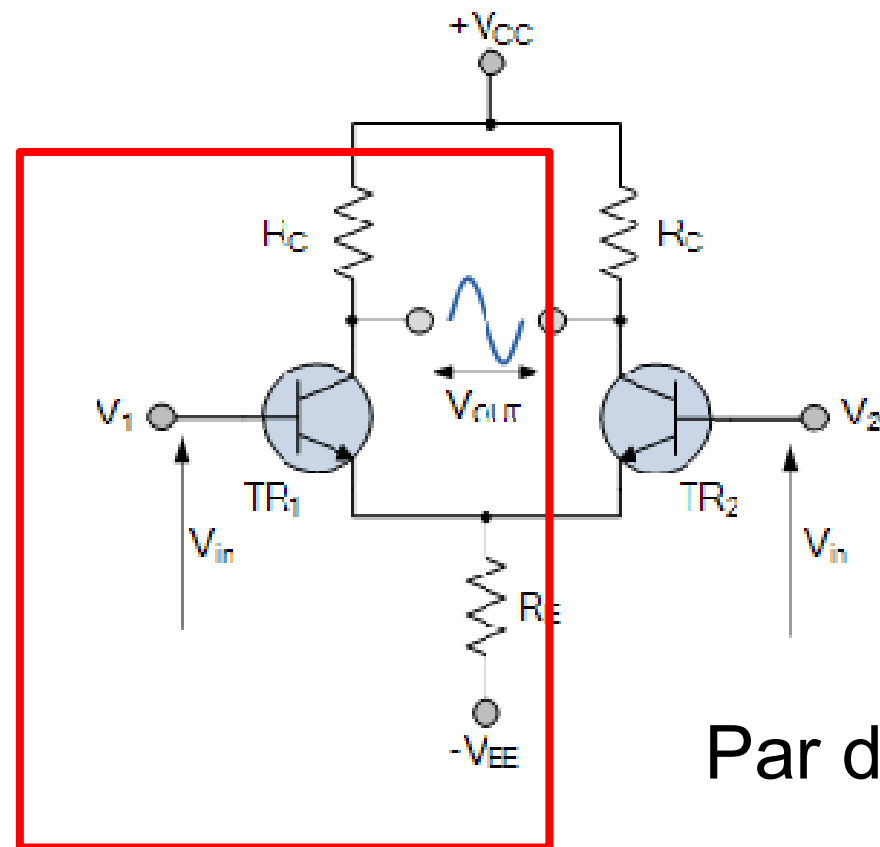 +VCC
RC
RC
VOUT
V1
V2
TR1
TR2
Vin
Vin
RE
-VEE
Par d